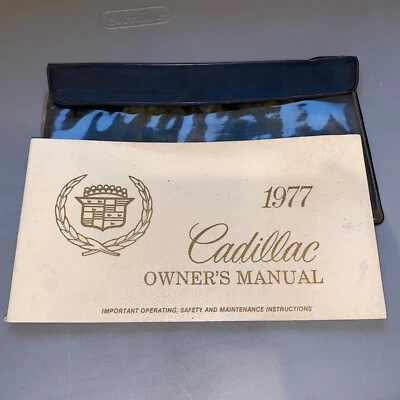 1977
Cadillac
OWNER'S MANUAL
IMPORTANT OPERATING, SAFETY AND MAINTENANCE INSTRUCTIONS